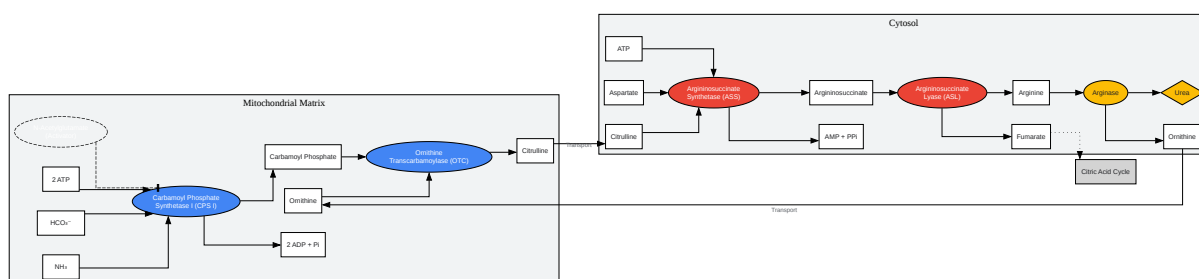 Cytosol
ATP
Aspartate
Argininosuccinate
Synthetase (ASS)
Argininosuccinate
Argininosuccinate
Lyase (ASL)
Arginine
Arginase
Urea
Citrulline
AMP + PPi
Fumarate
Ornithine
Citric Acid Cycle
Transport
Mitochondrial Matrix
Carbamoyl Phosphate
Ornithine
Transcarbamoylase (OTC)
Citrulline
2 ATP
Carbamoyl Phosphate
Synthetase I (CPS I)
Ornithine
Transport
HCO₃⁻
2 ADP + Pi
NH₃